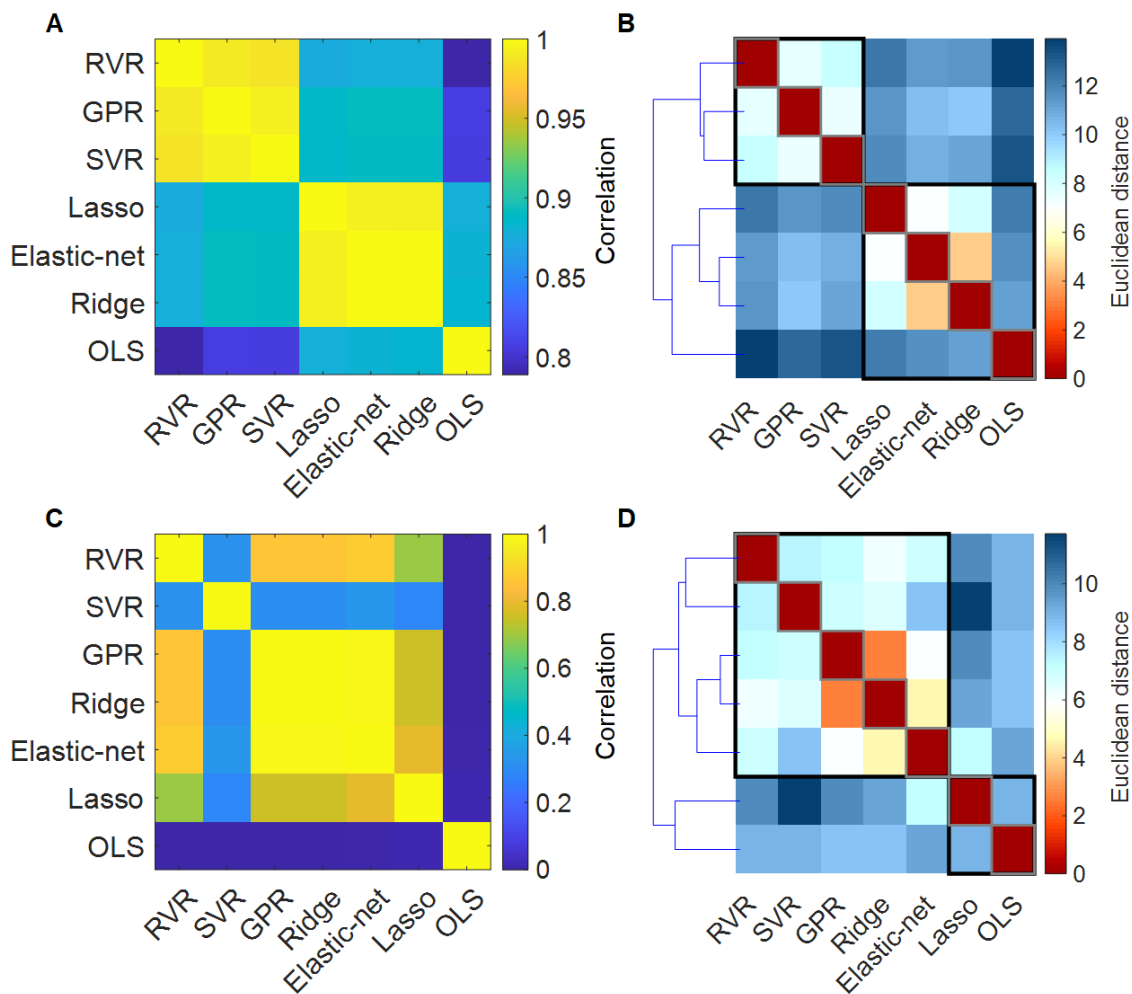 A
RVR
GPR
SVR
Lasso
Elastic-net
Ridge
OLS
RVR
GPR
SVR
Lasso
Elastic-net
Ridge
OLS
1
0.95
0.9
0.85
0.8
Correlation
B
RVR
GPR
SVR
Lasso
Elastic-net
Ridge
OLS
12
10
8
6
4
2
0
Euclidean distance
C
RVR
SVR
GPR
Ridge
Elastic-net
Lasso
OLS
RVR
SVR
GPR
Ridge
Elastic-net
Lasso
OLS
1
0.8
0.6
0.4
0.2
0
Correlation
D
RVR
SVR
GPR
Ridge
Elastic-net
Lasso
OLS
10
8
6
4
2
0
Euclidean distance